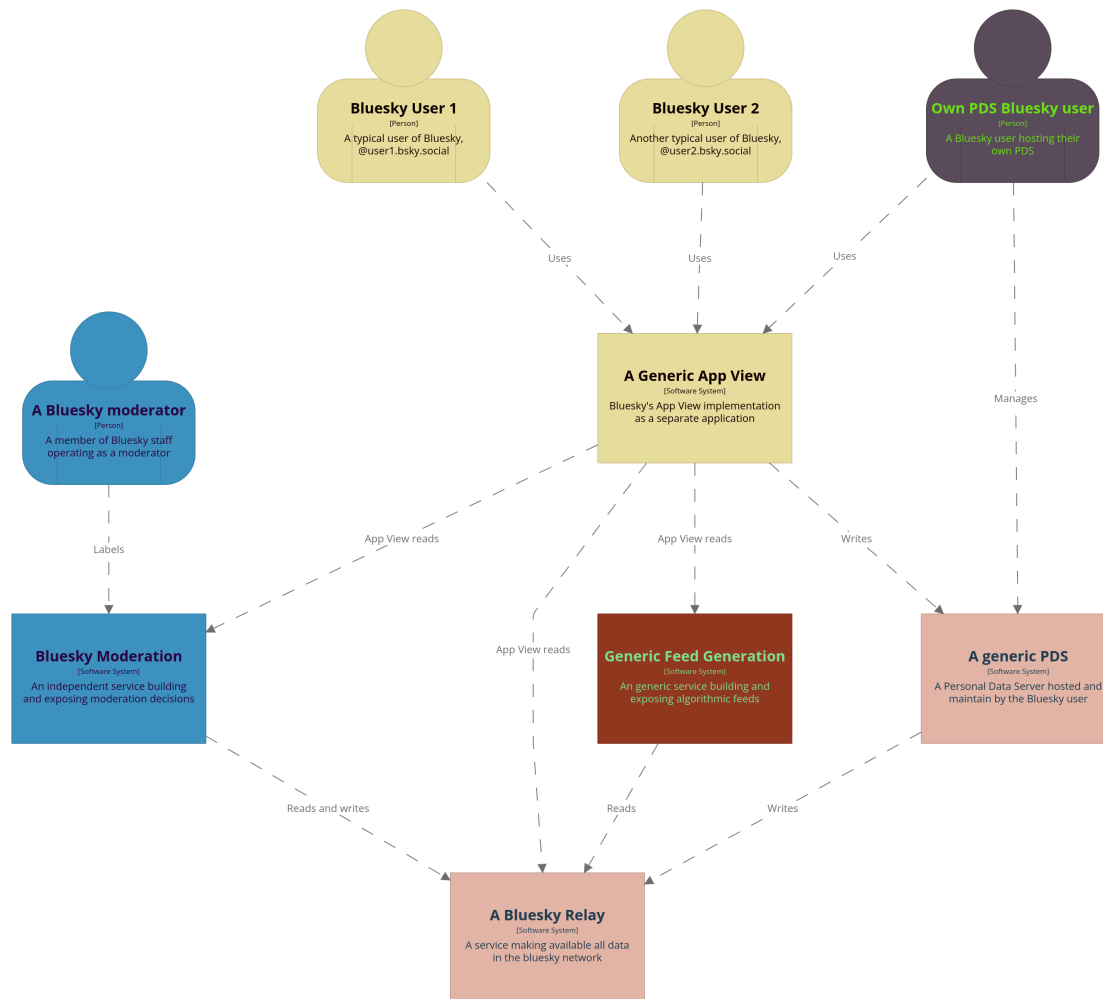 Bluesky User 1
[Person]
A typical user of Bluesky,
@user1.bsky.social
Bluesky User 2
[Person]
Another typical user of Bluesky,
@user2.bsky.social
Own PDS Bluesky user
[Person]
A Bluesky user hosting their
own PDS
Uses
Uses
Uses
A Generic App View
[Software System]
Bluesky's App View implementation
as a separate application
Manages
A Bluesky moderator
[Person]
A member of Bluesky staff
operating as a moderator
Labels
App View reads
App View reads
Writes
App View reads
Bluesky Moderation
[Software System]
An independent service building
and exposing moderation decisions
Generic Feed Generation
[Software System]
An generic service building and
exposing algorithmic feeds
A generic PDS
[Software System]
A Personal Data Server hosted and
maintain by the Bluesky user
Reads and writes
Reads
Writes
A Bluesky Relay
[Software System]
A service making available all data
in the bluesky network